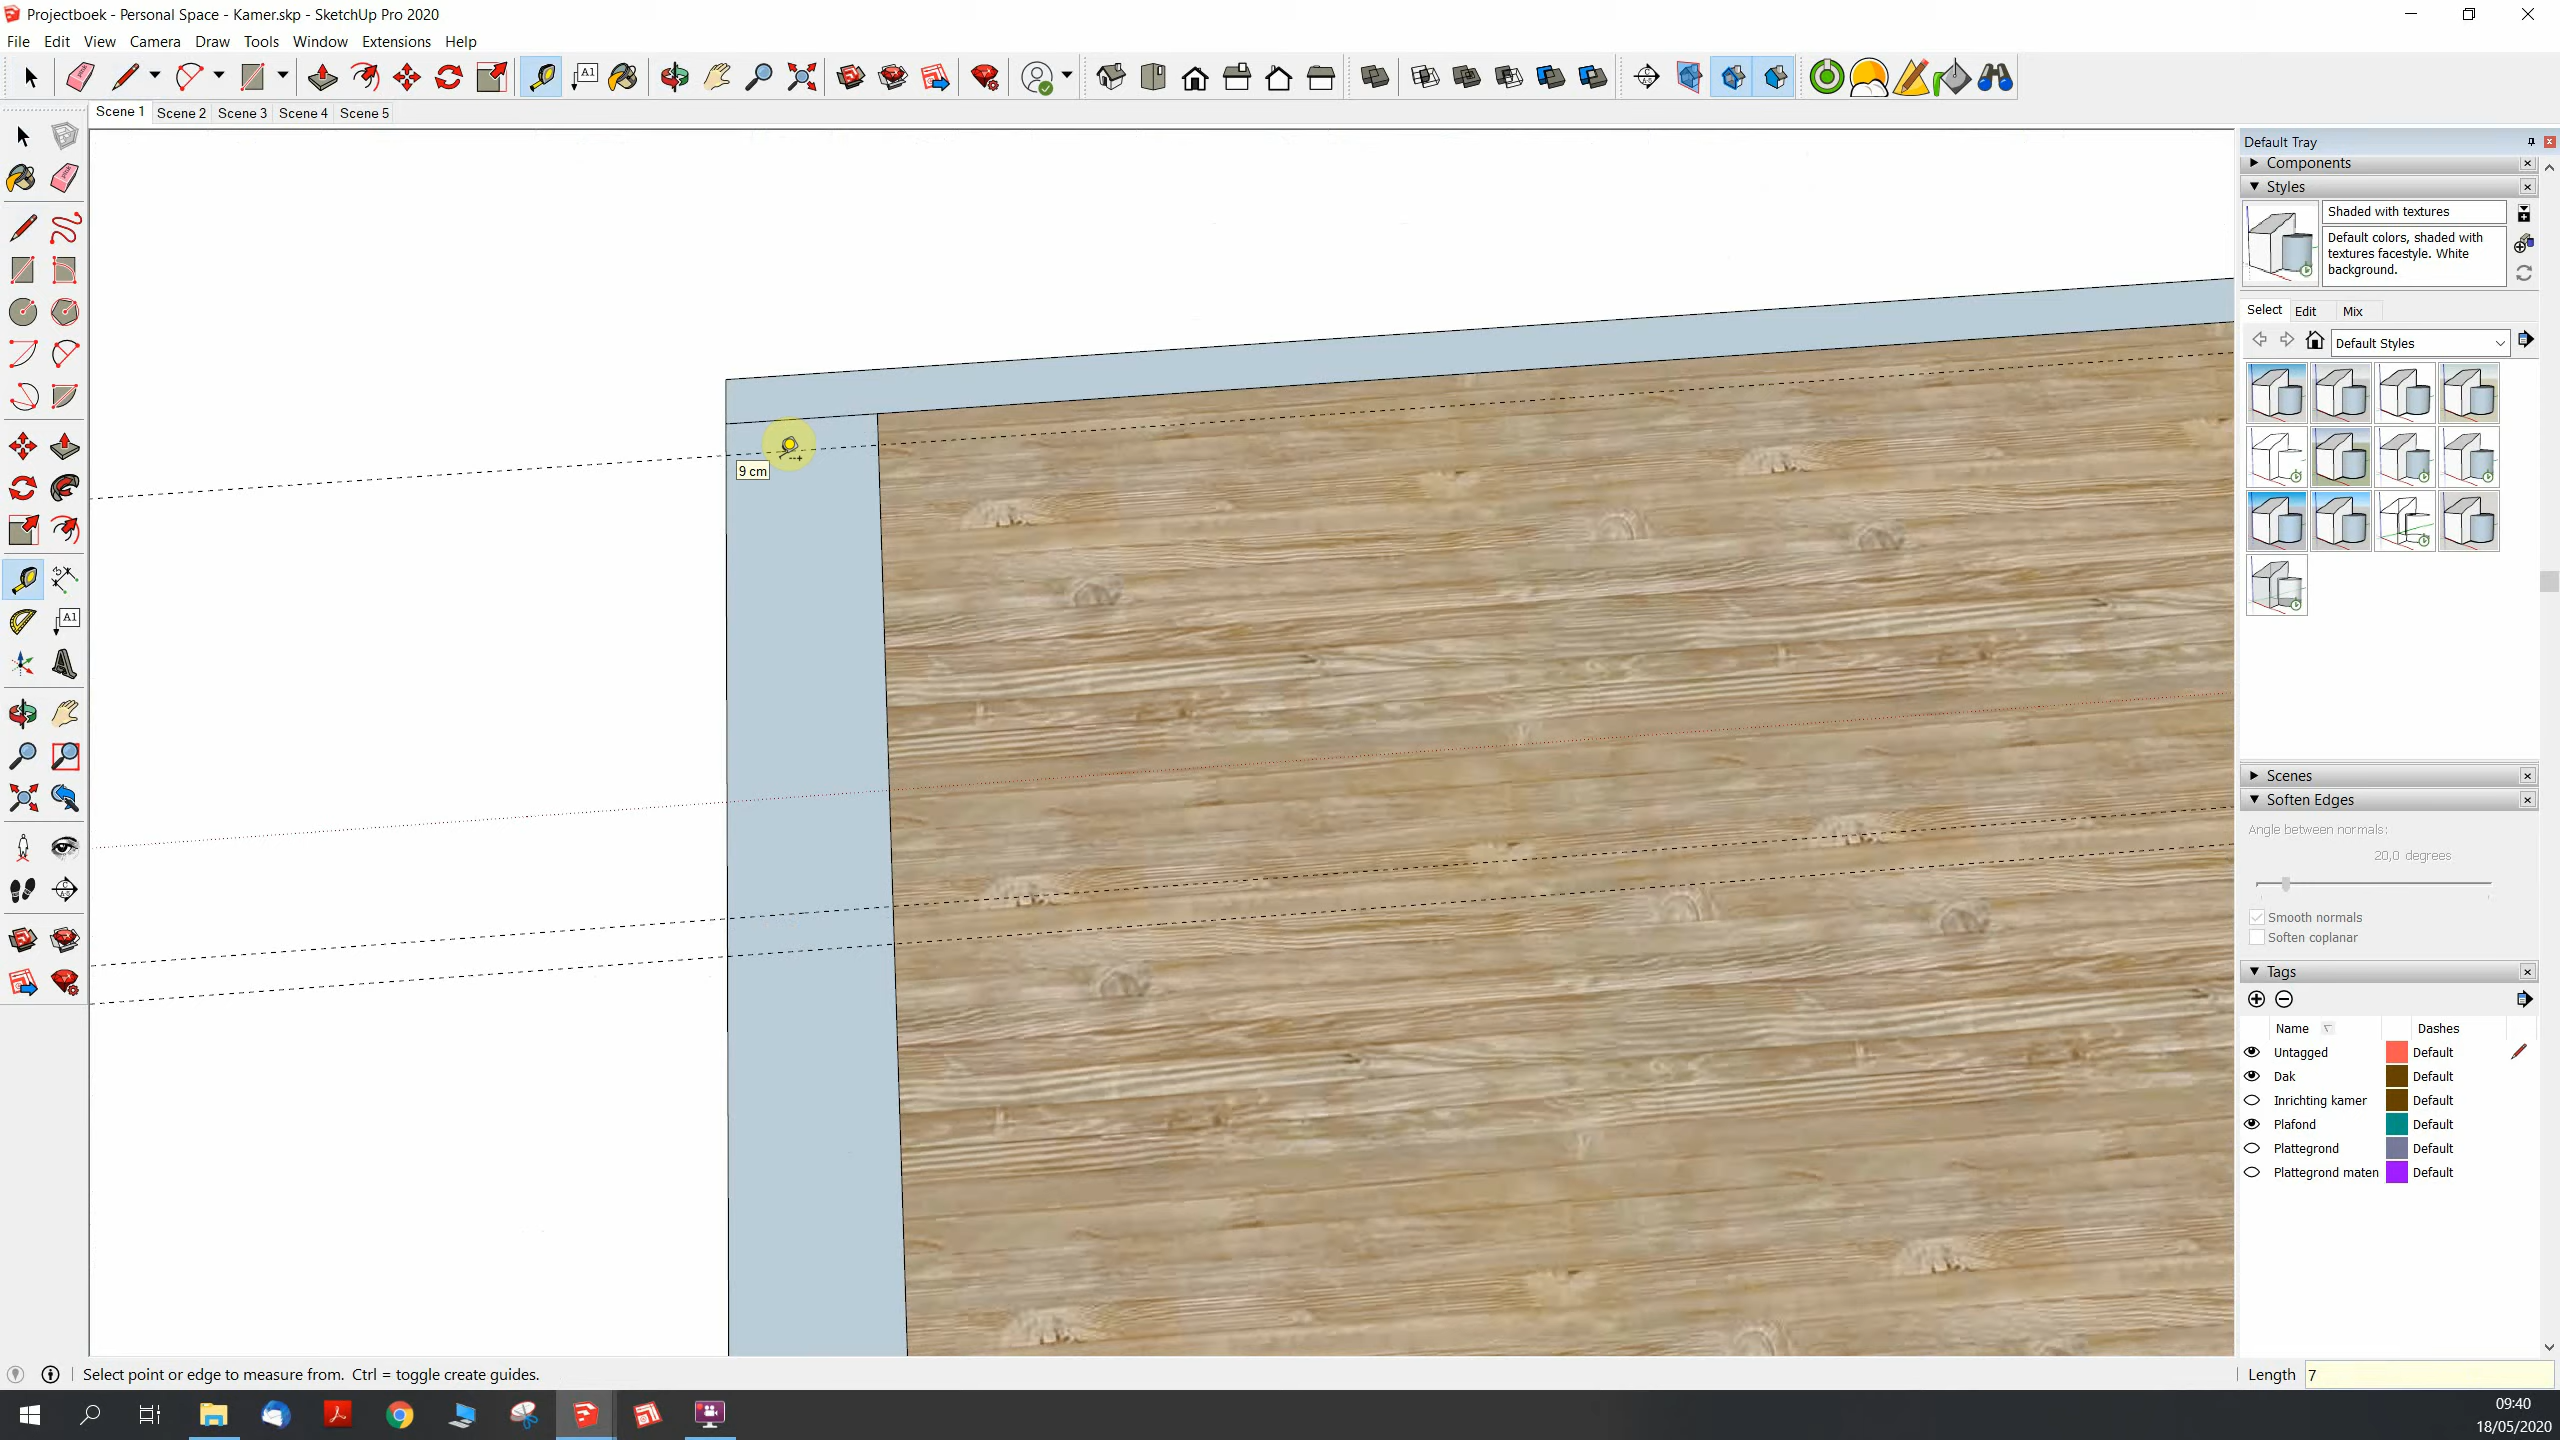 Projectboek - Personal Space - Kamer.skp - SketchUp Pro 2020
File Edit View Camera Draw Tools Window Extensions Help
A1
Scene 1 Scene 2 Scene 3 Scene 4 Scene 5
Default Tray
Components
Styles
Shaded with textures
Default colors, shaded with
textures facestyle. White
background.
Select Edit Mix
Default Styles
9 cm
A1
Scenes
Soften Edges
Angle between normals:
20,0 degrees
Smooth normals
Soften coplanar
Tags
Name Dashes
Untagged Default
Dak Default
Inrichting kamer Default
Plafond Default
Plattegrond Default
Plattegrond maten Default
Select point or edge to measure from. Ctrl = toggle create guides.
Length 7
09:40
18/05/2020